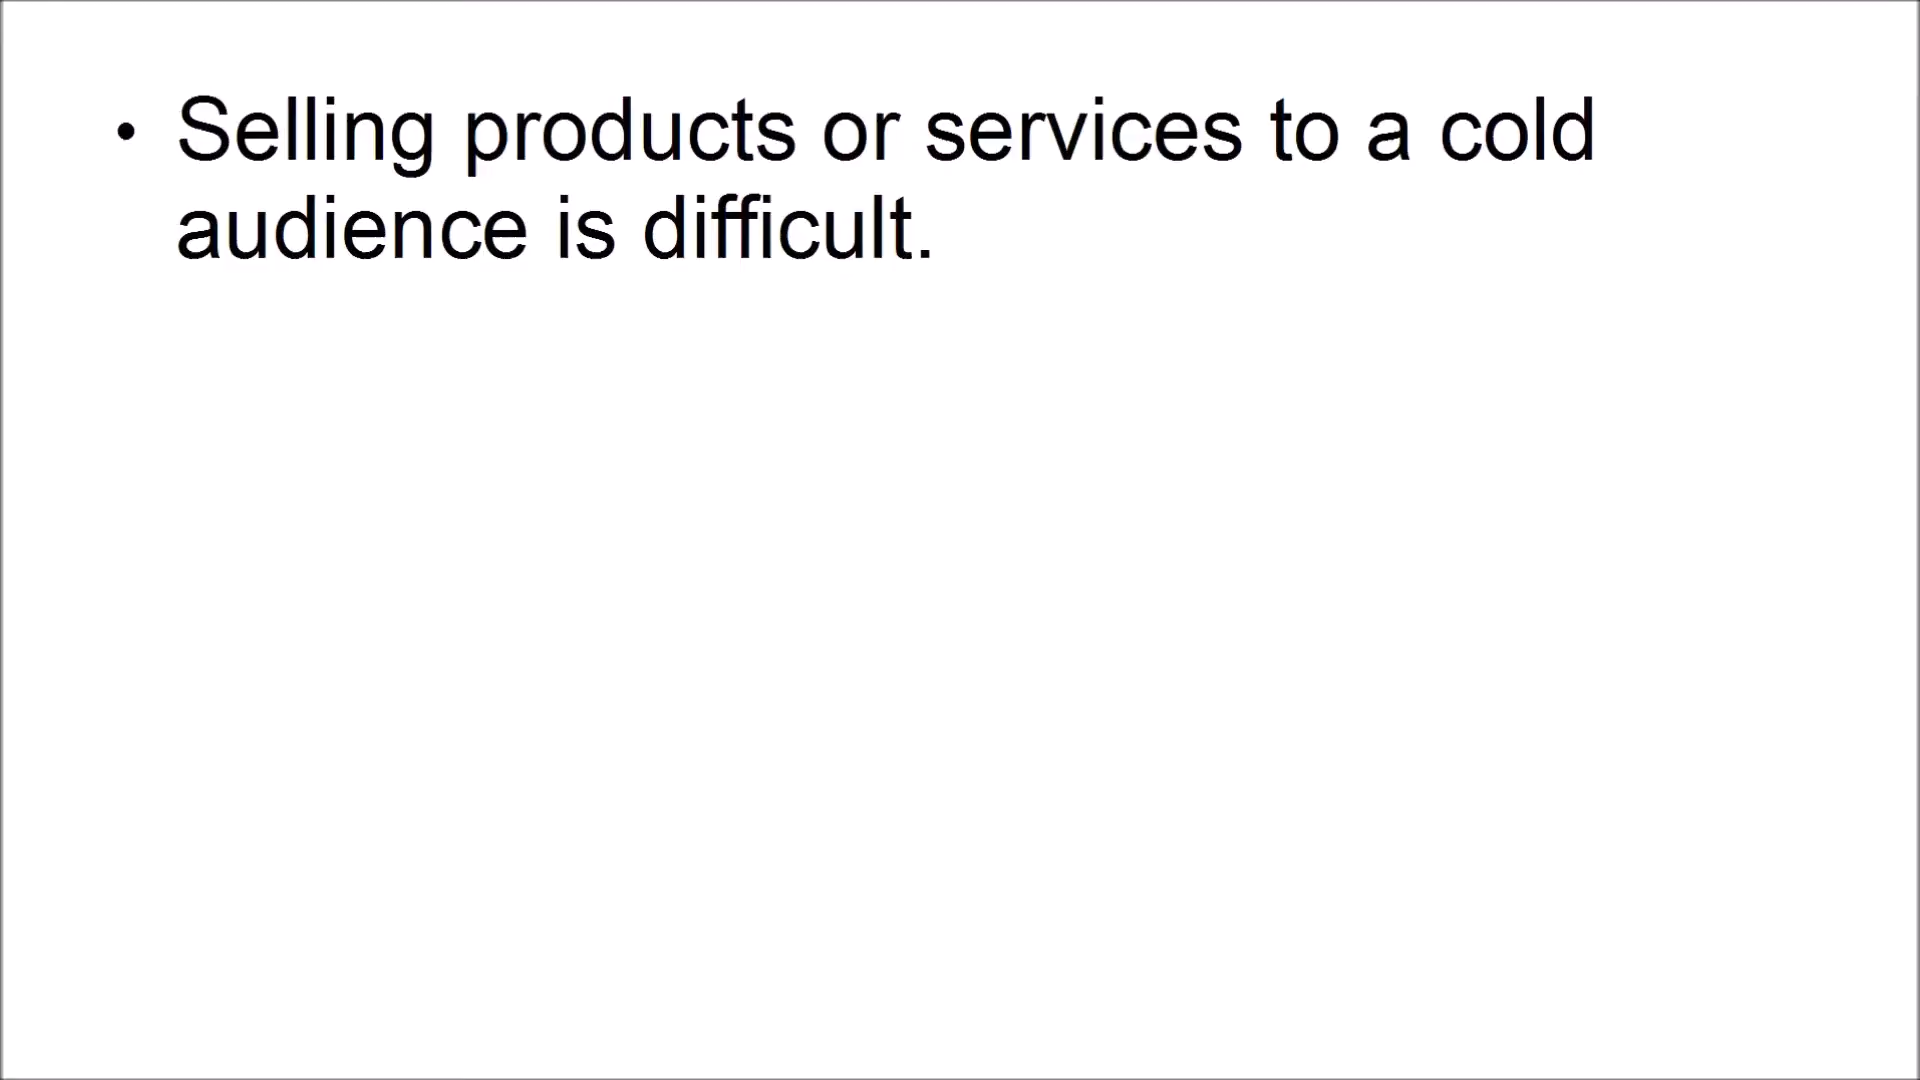 • Selling products or services to a cold
audience is difficult.